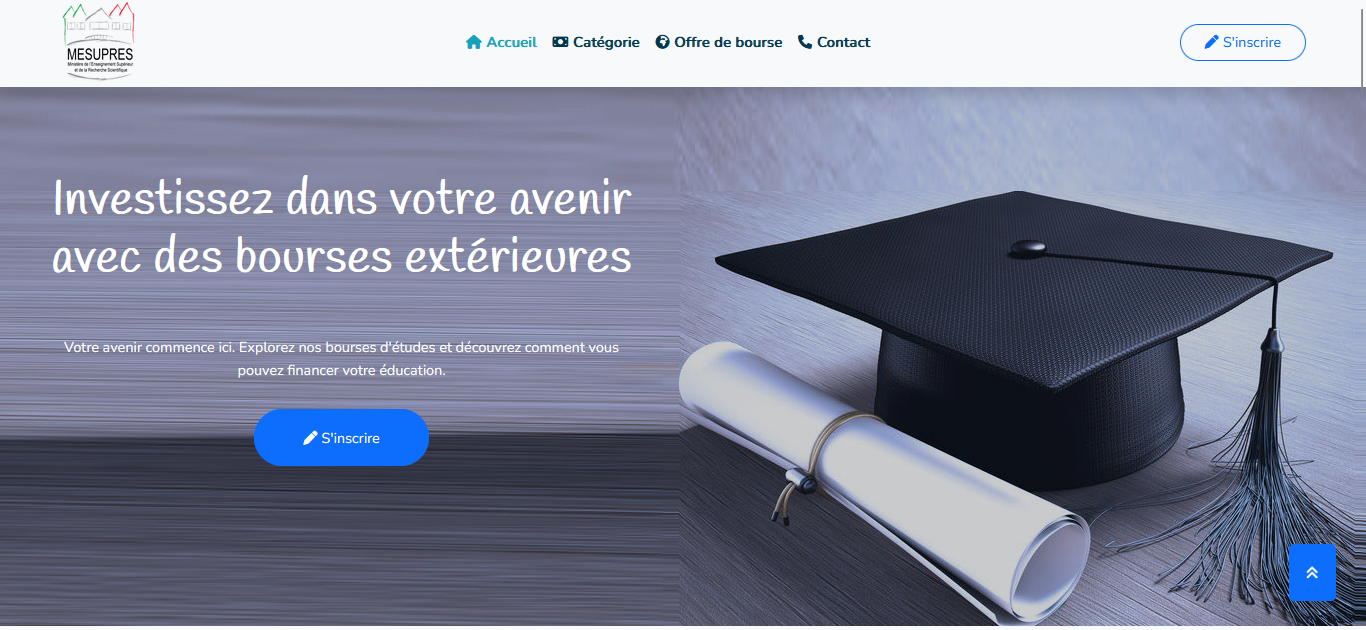 MESUPRES
Ministère de l'Enseignement Supérieur
et de la Recherche Scientifique
Accueil Catégorie Offre de bourse Contact
S'inscrire
Investissez dans votre avenir
avec des bourses extérieures
Votre avenir commence ici. Explorez nos bourses d'études et découvrez comment vous
pouvez financer votre éducation.
S'inscrire